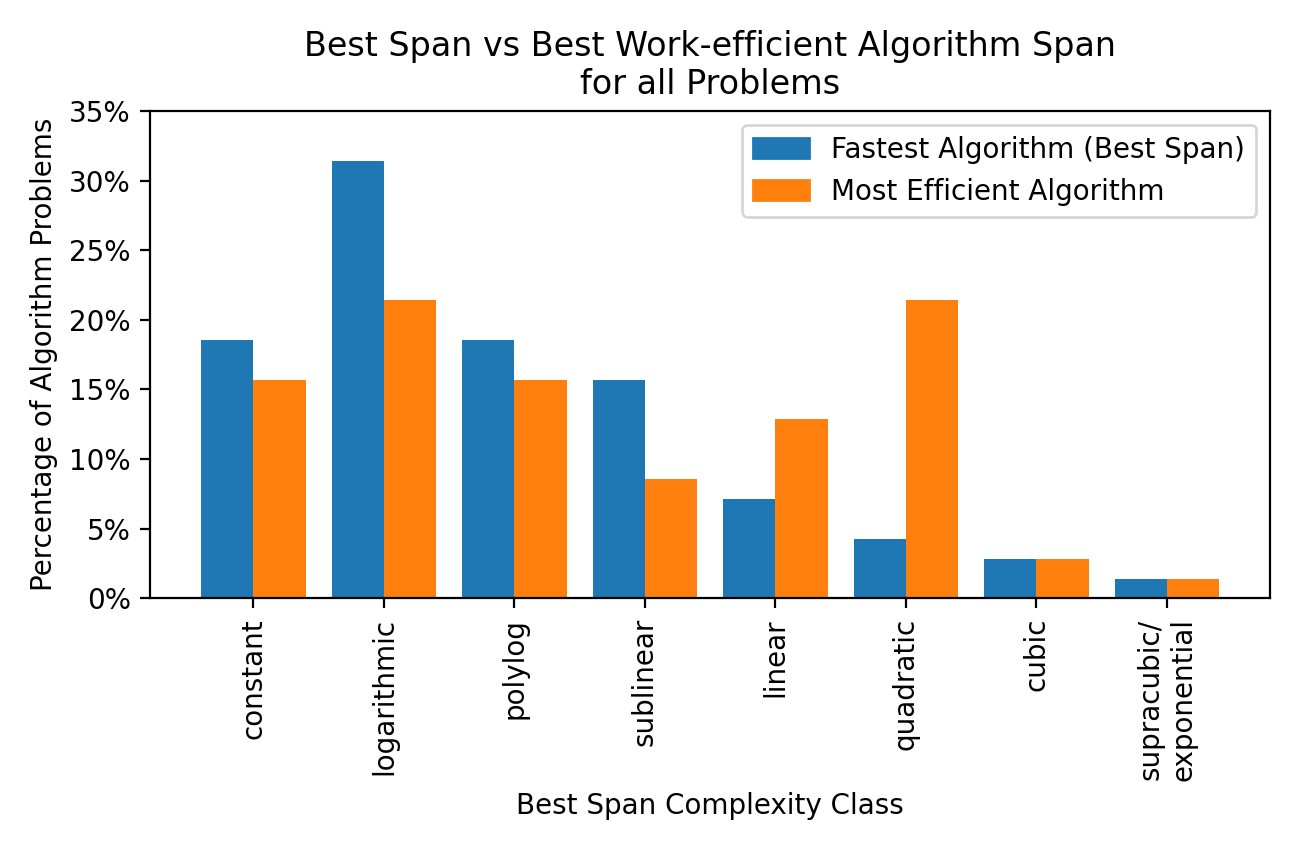 Best Span vs Best Work-efficient Algorithm Span
for all Problems
35%
30%
25%
20%
15%
10%
5%
0%
Percentage of Algorithm Problems
Fastest Algorithm (Best Span)
Most Efficient Algorithm
constant
logarithmic
polylog
sublinear
linear
quadratic
cubic
supracubic/
exponential
Best Span Complexity Class